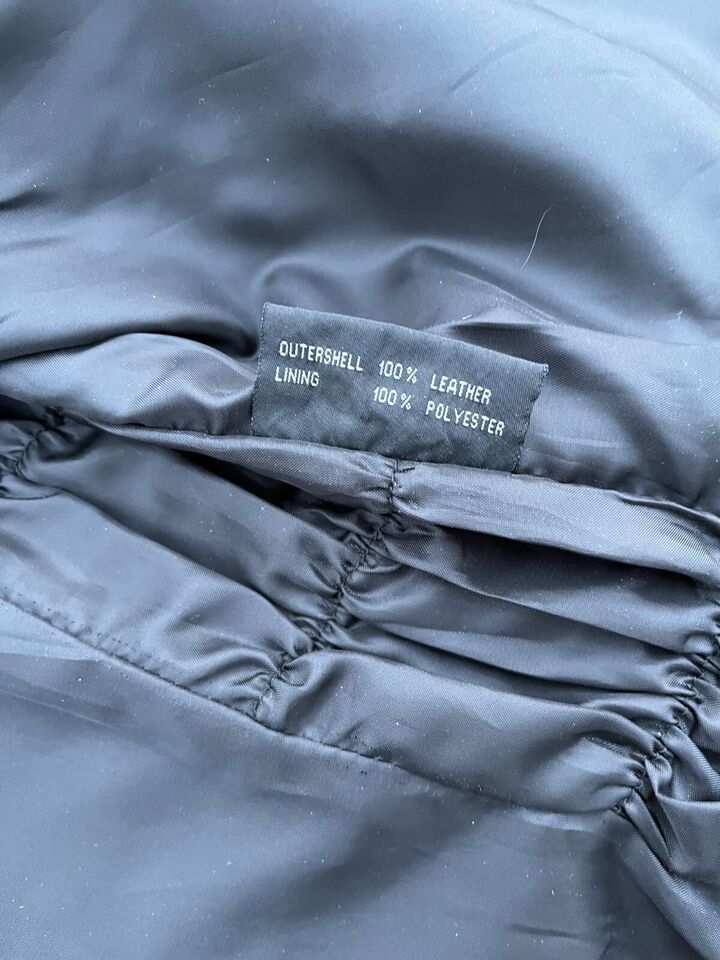 OUTERSHELL 100% LEATHER
LINING 100% POLYESTER